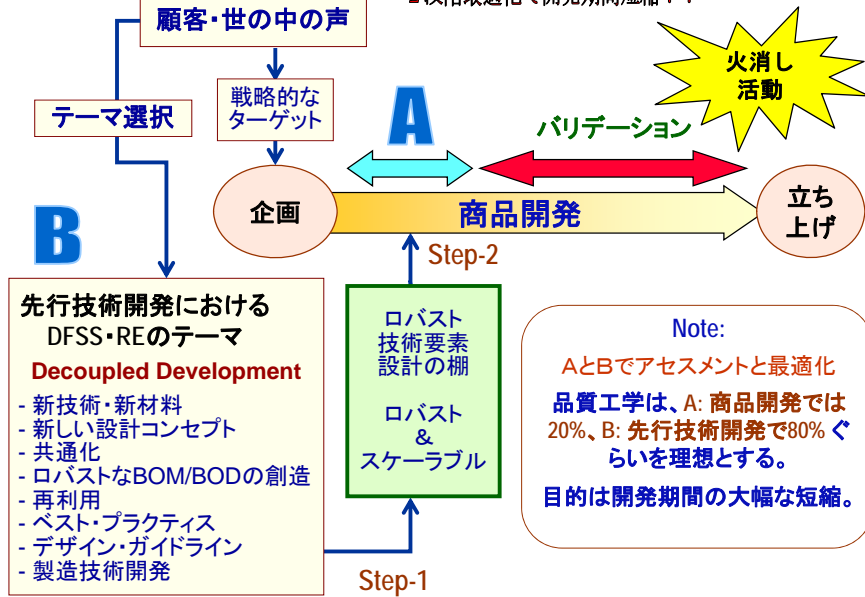 顧客・世の中の声
テーマ選択
戦略的な
ターゲット
A
バリデーション
火消し
活動
B
企画
商品開発
立ち
上げ
Step-2
先行技術開発における
DFSS・REのテーマ
Decoupled Development
- 新技術・新材料
- 新しい設計コンセプト
- 共通化
- ロバストなBOM/BODの創造
- 再利用
- ベスト・プラクティス
- デザイン・ガイドライン
- 製造技術開発
ロバスト
技術要素
設計の棚
ロバスト
&
スケーラブル
Step-1
Note:
AとBでアセスメントと最適化
品質工学は、A: 商品開発では
20%、B: 先行技術開発で80% ぐ
らいを理想とする。
目的は開発期間の大幅な短縮。